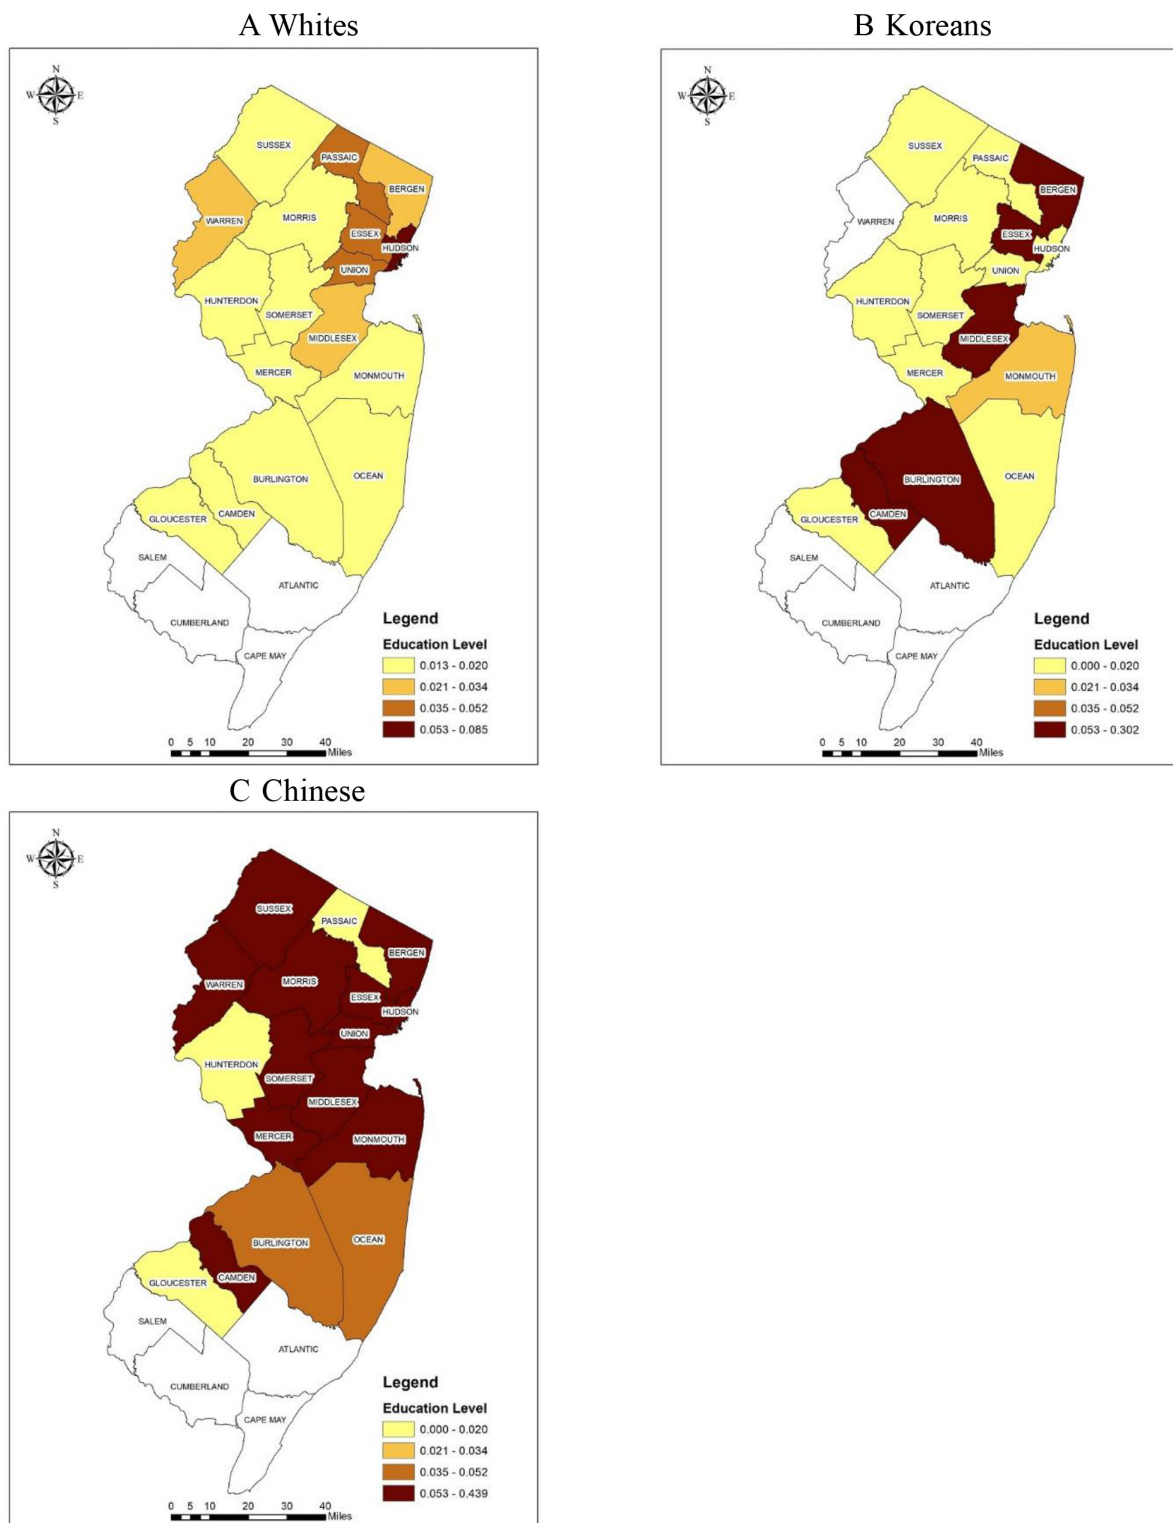 A Whites
N
W E
S
SUSSEX
PASSAIC
BERGEN
WARREN
MORRIS
ESSEX
HUDSON
UNION
HUNTERDON
SOMERSET
MIDDLESEX
MERCER
MONMOUTH
BURLINGTON
OCEAN
GLOUCESTER
CAMDEN
SALEM
ATLANTIC
CUMBERLAND
CAPE MAY
Legend
Education Level
0.013 - 0.020
0.021 - 0.034
0.035 - 0.052
0.053 - 0.085
0 5 10 20 30 40
Miles
B Koreans
N
W E
S
SUSSEX
PASSAIC
BERGEN
WARREN
MORRIS
ESSEX
HUDSON
UNION
HUNTERDON
SOMERSET
MIDDLESEX
MERCER
MONMOUTH
BURLINGTON
OCEAN
GLOUCESTER
CAMDEN
SALEM
ATLANTIC
CUMBERLAND
CAPE MAY
Legend
Education Level
0.000 - 0.020
0.021 - 0.034
0.035 - 0.052
0.053 - 0.302
0 5 10 20 30 40
Miles
C Chinese
N
W E
S
SUSSEX
PASSAIC
BERGEN
WARREN
MORRIS
ESSEX
HUDSON
UNION
HUNTERDON
SOMERSET
MIDDLESEX
MERCER
MONMOUTH
BURLINGTON
OCEAN
GLOUCESTER
CAMDEN
SALEM
ATLANTIC
CUMBERLAND
CAPE MAY
Legend
Education Level
0.000 - 0.020
0.021 - 0.034
0.035 - 0.052
0.053 - 0.439
0 5 10 20 30 40
Miles